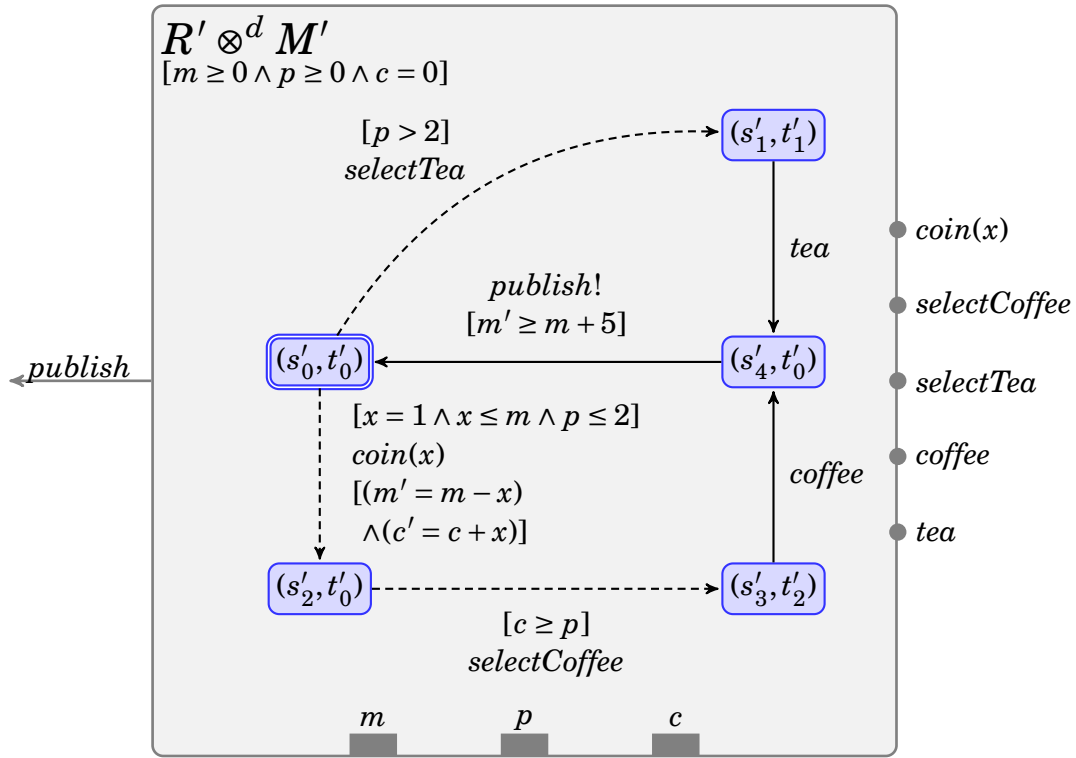 R′ ⊗ᵈ M′
[m ≥ 0 ∧ p ≥ 0 ∧ c = 0]
[p > 2]
selectTea
(s′₁, t′₁)
coin(x)
tea
publish!
[m′ ≥ m + 5]
selectCoffee
publish
(s′₀, t′₀)
(s′₄, t′₀)
selectTea
[x = 1 ∧ x ≤ m ∧ p ≤ 2]
coin(x)
[(m′ = m − x)
∧(c′ = c + x)]
coffee
coffee
tea
(s′₂, t′₀)
(s′₃, t′₂)
[c ≥ p]
selectCoffee
m
p
c